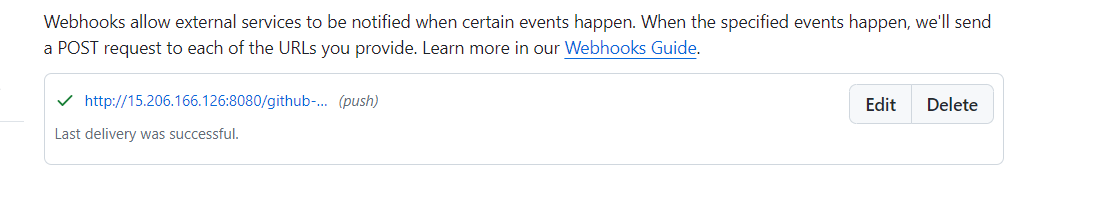 Webhooks allow external services to be notified when certain events happen. When the specified events happen, we'll send
a POST request to each of the URLs you provide. Learn more in our Webhooks Guide.
http://15.206.166.126:8080/github-... (push)
Edit
Delete
Last delivery was successful.